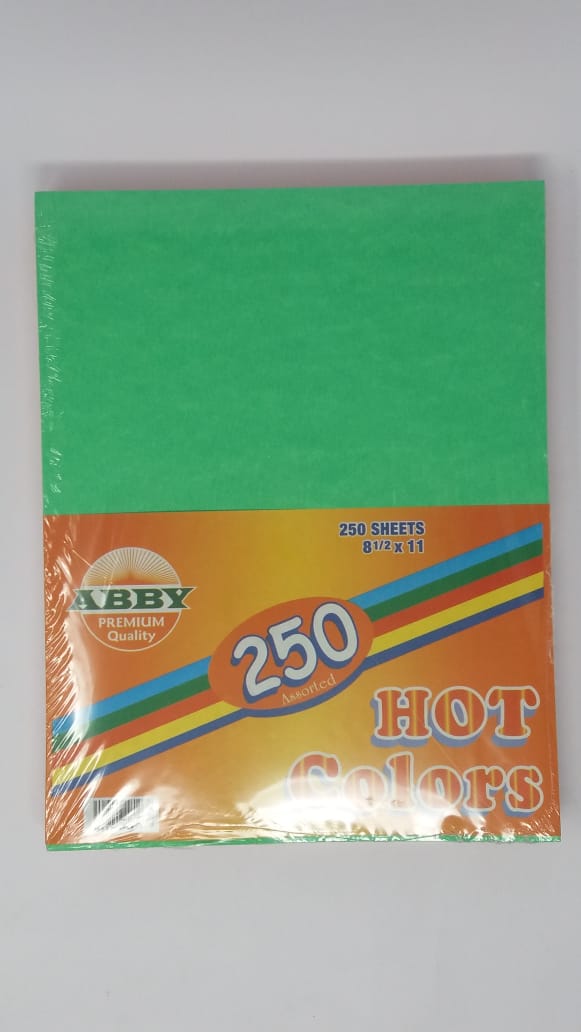 250 SHEETS
8 1/2 x 11
ABBY
PREMIUM
Quality
250
Assorted
HOT
Colors